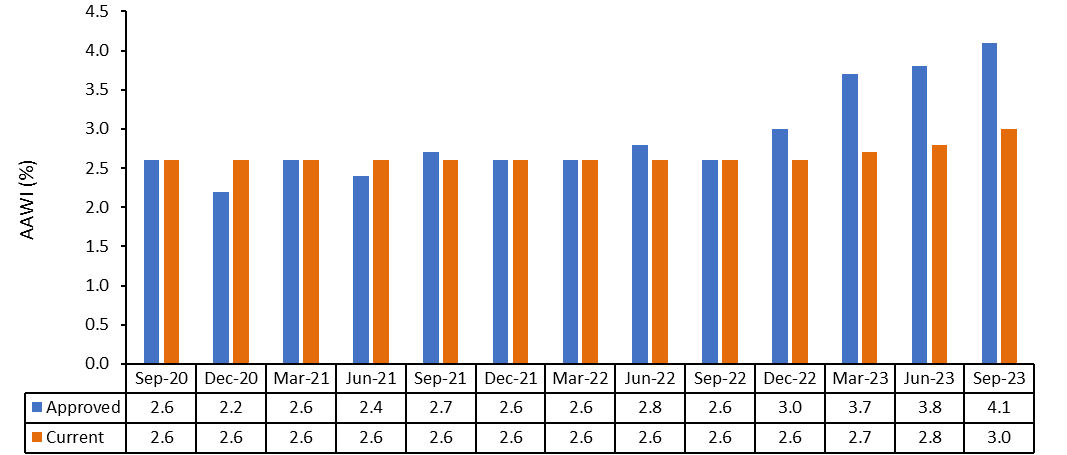 4.5
4.0
3.5
3.0
2.5
2.0
1.5
1.0
0.5
0.0
AAWI (%)
Sep-20 Dec-20 Mar-21 Jun-21 Sep-21 Dec-21 Mar-22 Jun-22 Sep-22 Dec-22 Mar-23 Jun-23 Sep-23
Approved 2.6 2.2 2.6 2.4 2.7 2.6 2.6 2.8 2.6 3.0 3.7 3.8 4.1
Current 2.6 2.6 2.6 2.6 2.6 2.6 2.6 2.6 2.6 2.6 2.7 2.8 3.0